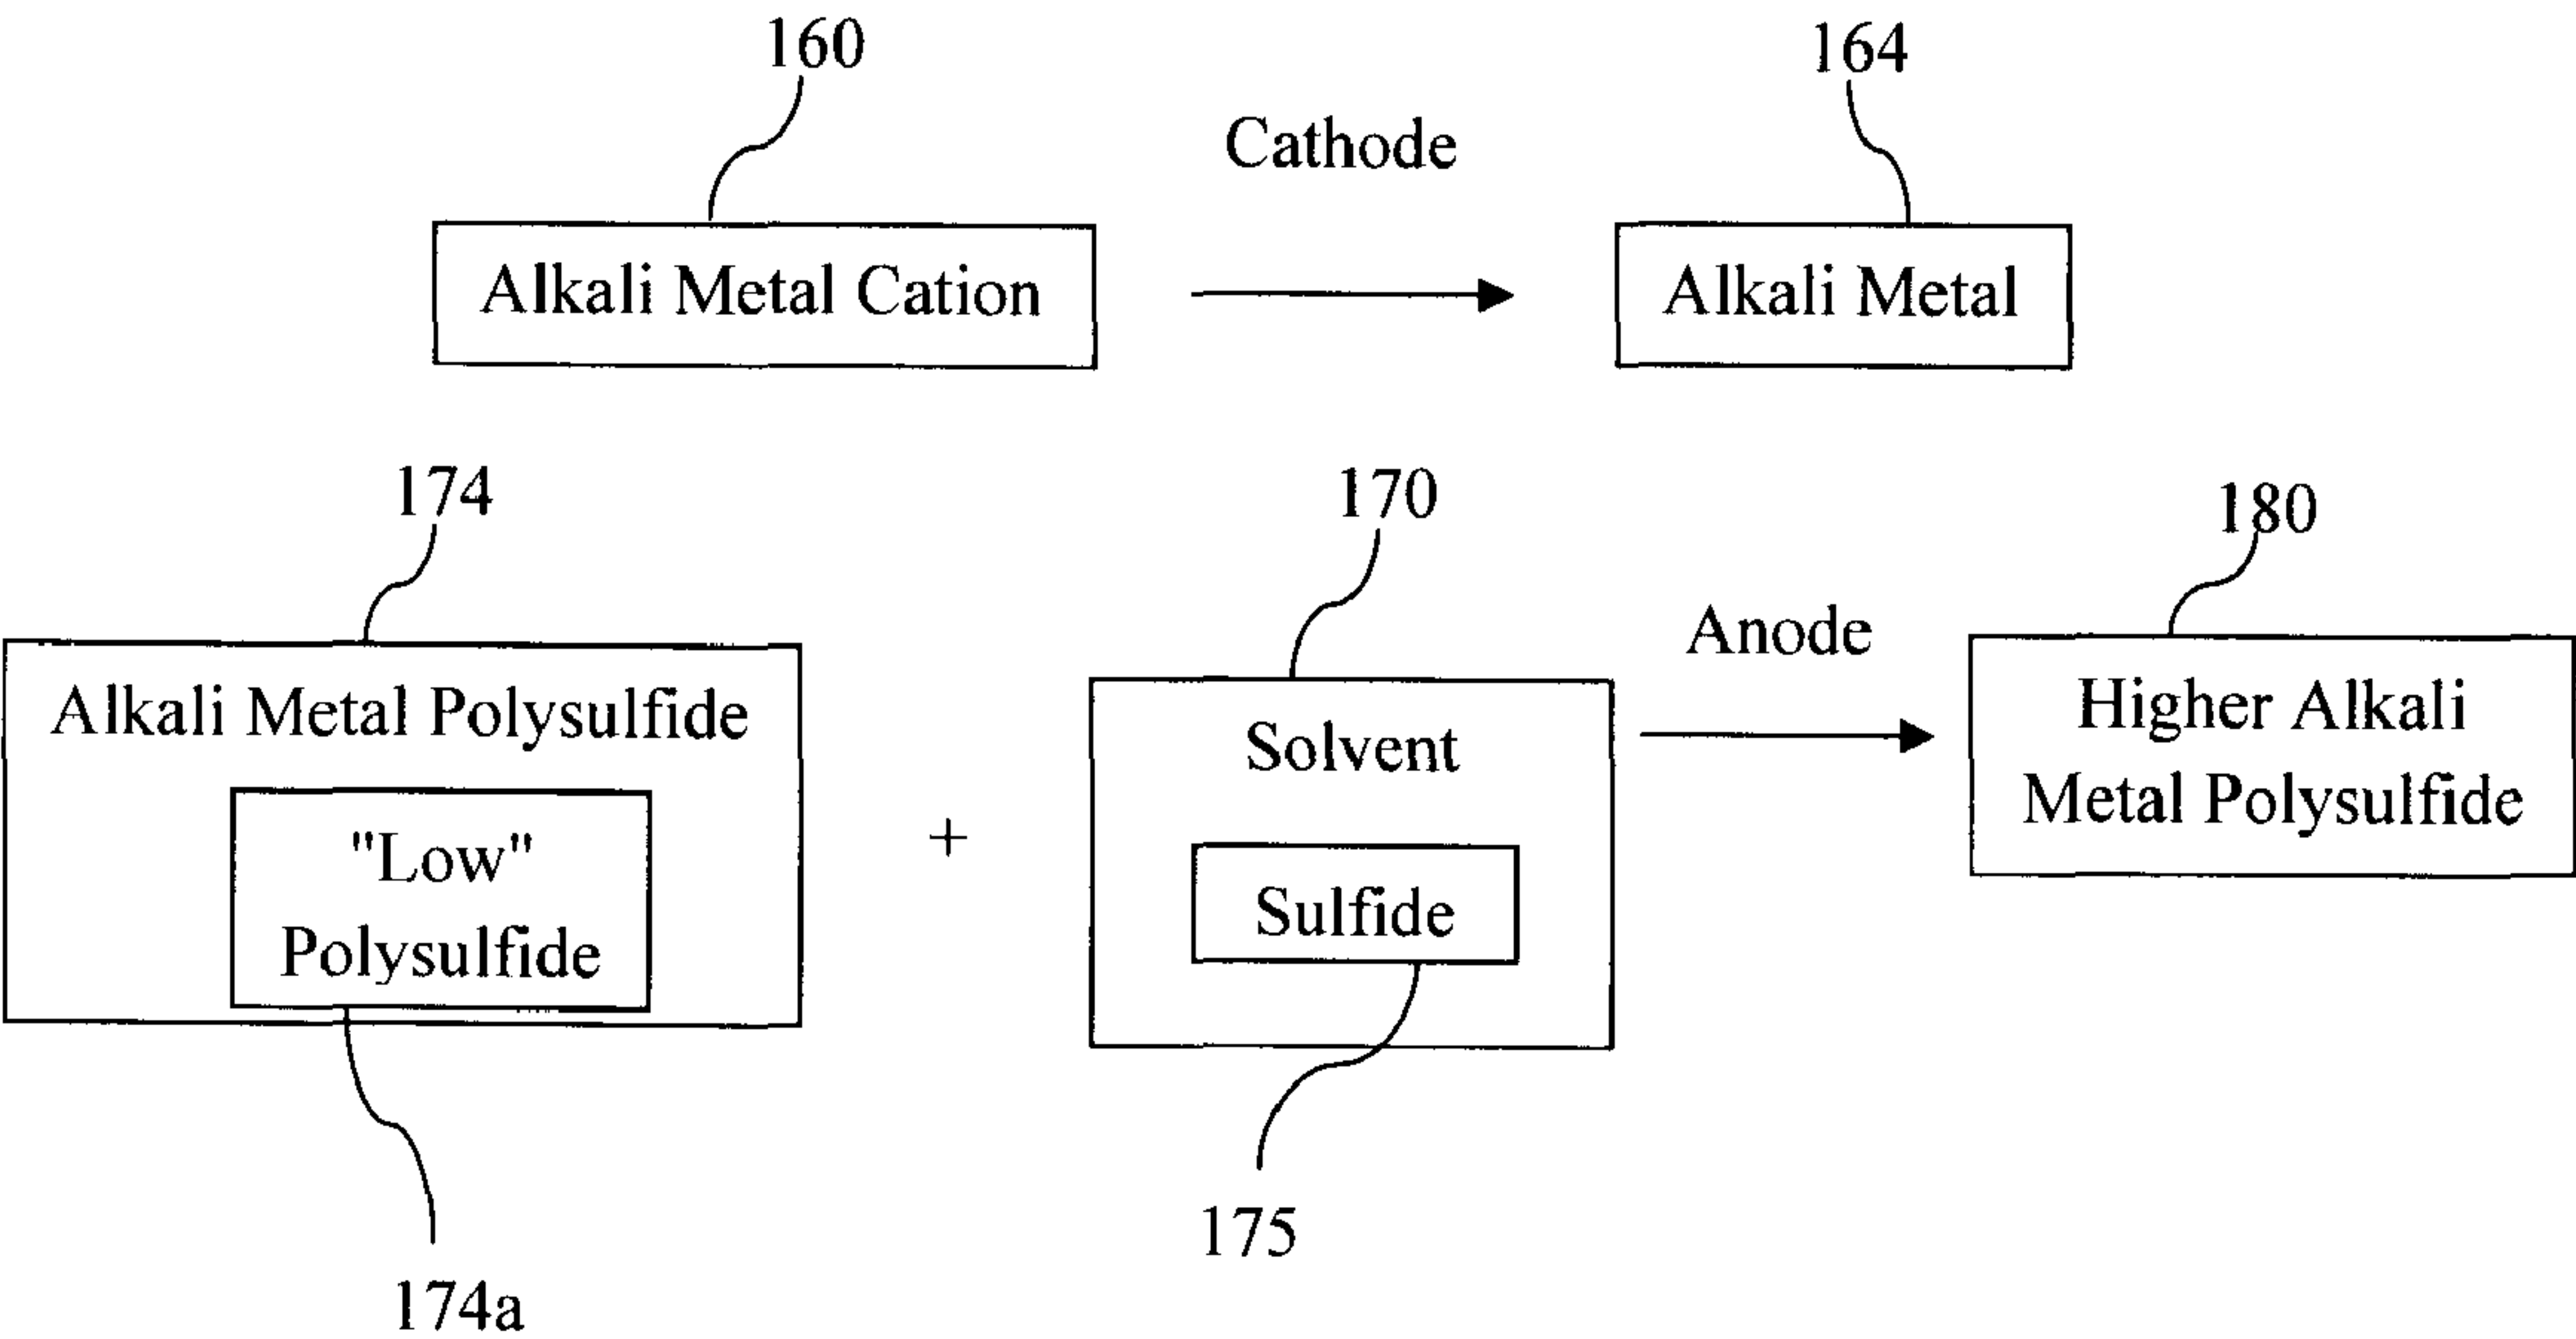 160
164
Cathode
Alkali Metal Cation
Alkali Metal
174
170
180
Anode
Alkali Metal Polysulfide
"Low"
Polysulfide
+
Solvent
Sulfide
Higher Alkali
Metal Polysulfide
175
174a